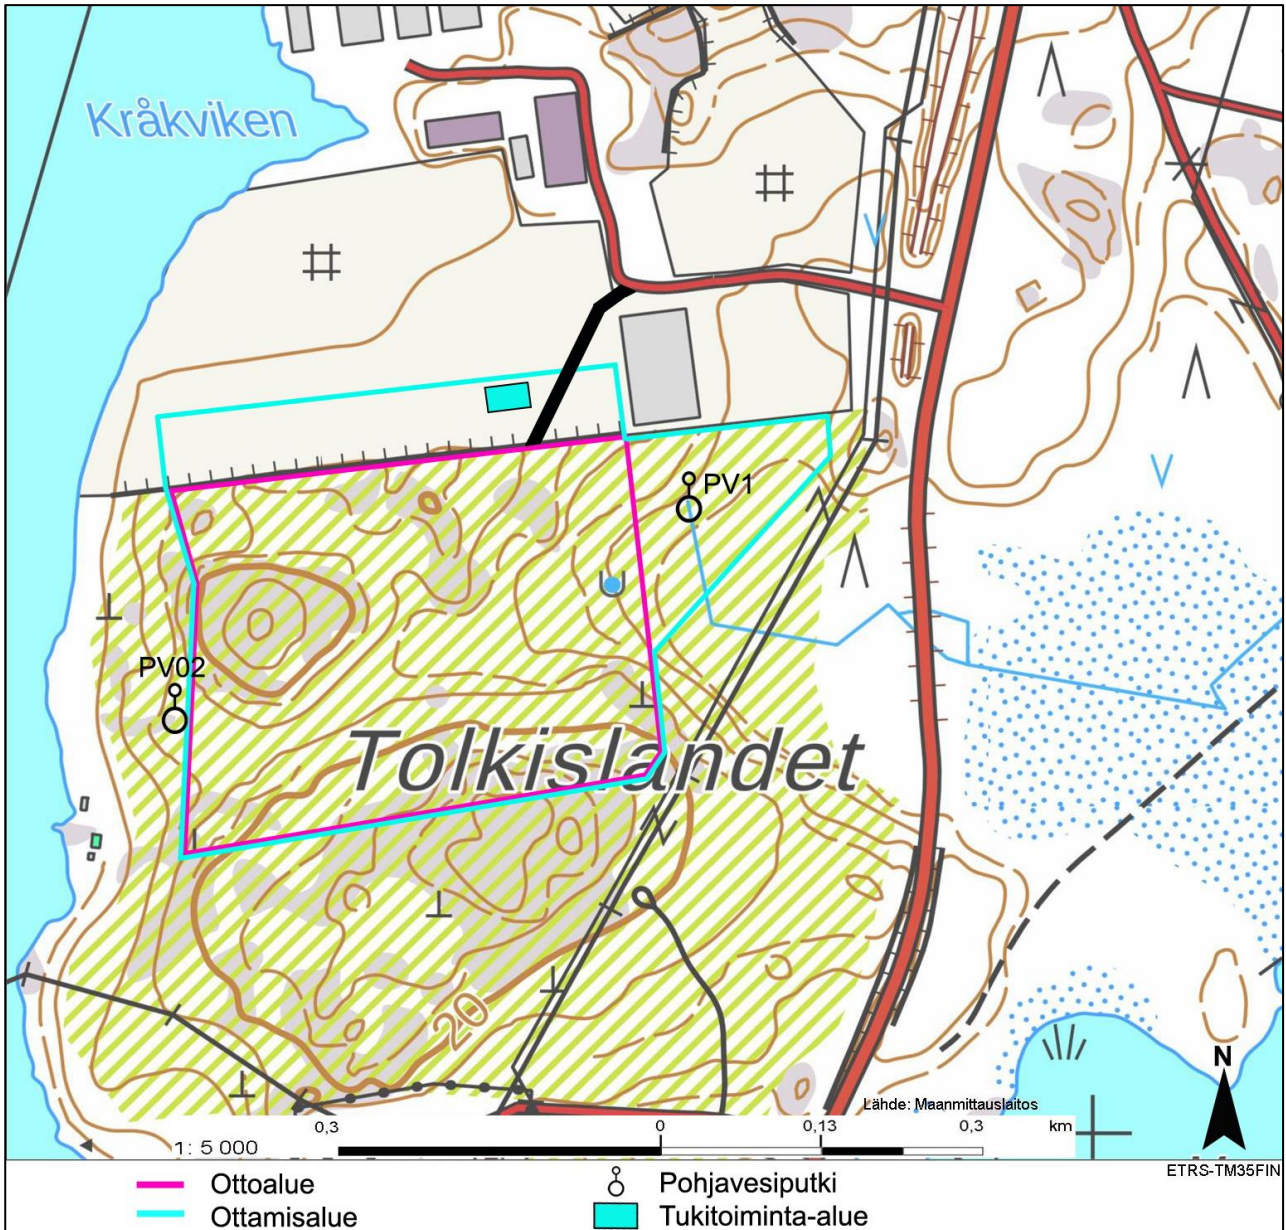 Kråkviken
PV1
PV02
Tolkislandet
20
Lähde: Maanmittauslaitos
1: 5 000
0,3 0 0,13 0,3 km
N
ETRS-TM35FIN
Ottoalue
Ottamisalue
Pohjavesiputki
Tukitoiminta-alue